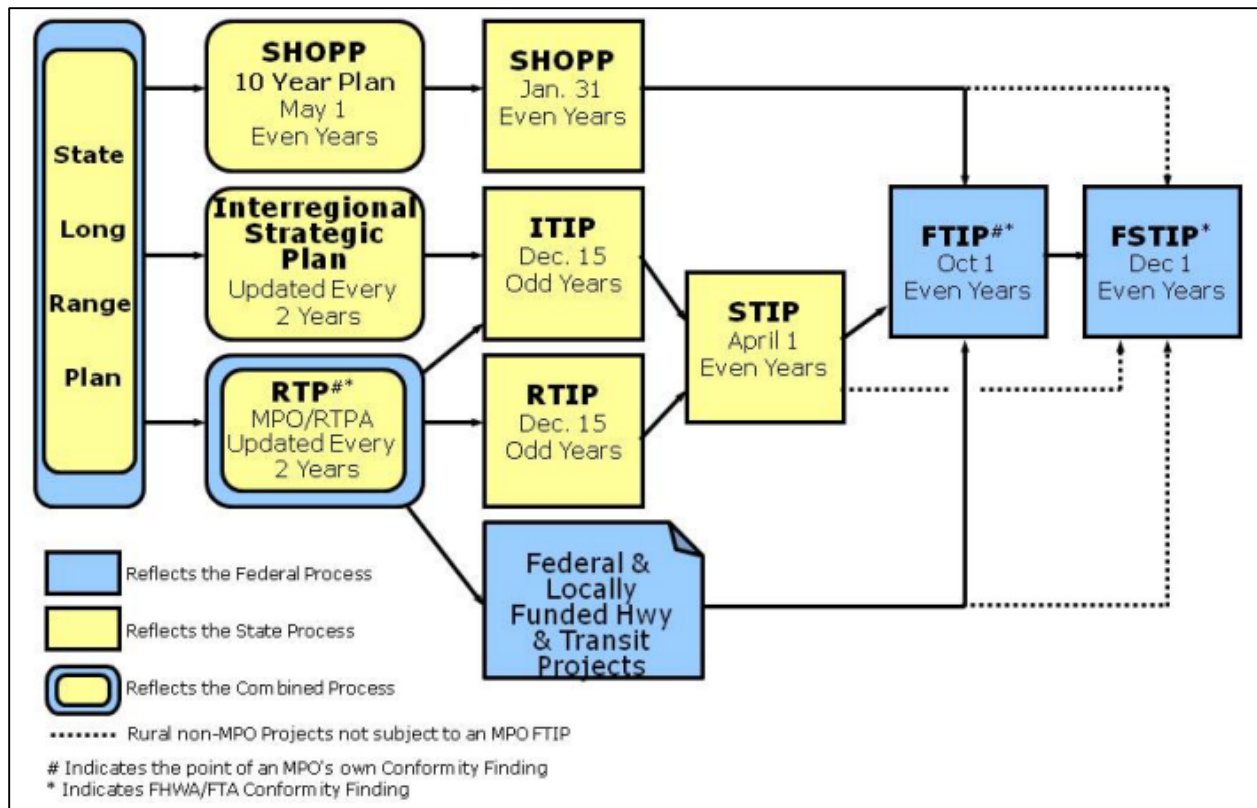 State
Long
Range
Plan
SHOPP
10 Year Plan
May 1
Even Years
SHOPP
Jan. 31
Even Years
Interregional
Strategic
Plan
Updated Every
2 Years
ITIP
Dec. 15
Odd Years
RTP#*
MPO/RTPA
Updated Every
2 Years
RTIP
Dec. 15
Odd Years
STIP
April 1
Even Years
FTIP#*
Oct 1
Even Years
FSTIP*
Dec 1
Even Years
Federal &
Locally
Funded Hwy
& Transit
Projects
Reflects the Federal Process
Reflects the State Process
Reflects the Combined Process
Rural non-MPO Projects not subject to an MPO FTIP
# Indicates the point of an MPO's own Conformity Finding
* Indicates FHWA/FTA Conformity Finding